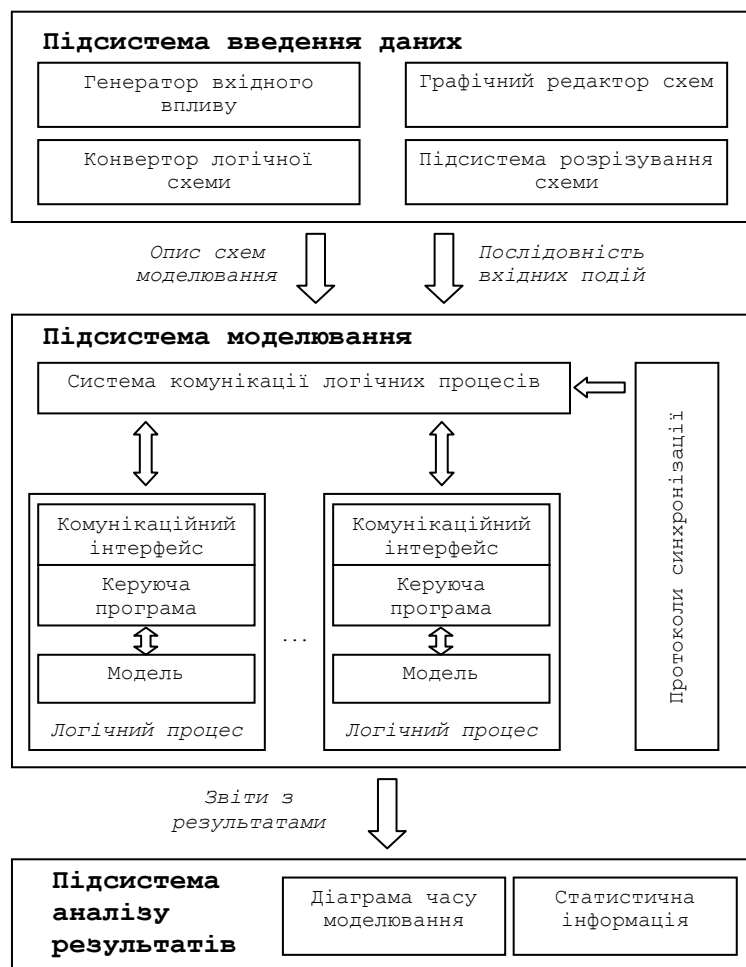 Підсистема введення даних
Генератор вхідного
впливу
Графічний редактор схем
Конвертор логічної
схеми
Підсистема розрізування
схеми
Опис схем
моделювання
Послідовність
вхідних подій
Підсистема моделювання
Система комунікації логічних процесів
Протоколи синхронізації
Комунікаційний
інтерфейс
Керуюча
програма
Модель
Логічний процес
...
Комунікаційний
інтерфейс
Керуюча
програма
Модель
Логічний процес
Звіти з
результатами
Підсистема
аналізу
результатів
Діаграма часу
моделювання
Статистична
інформація